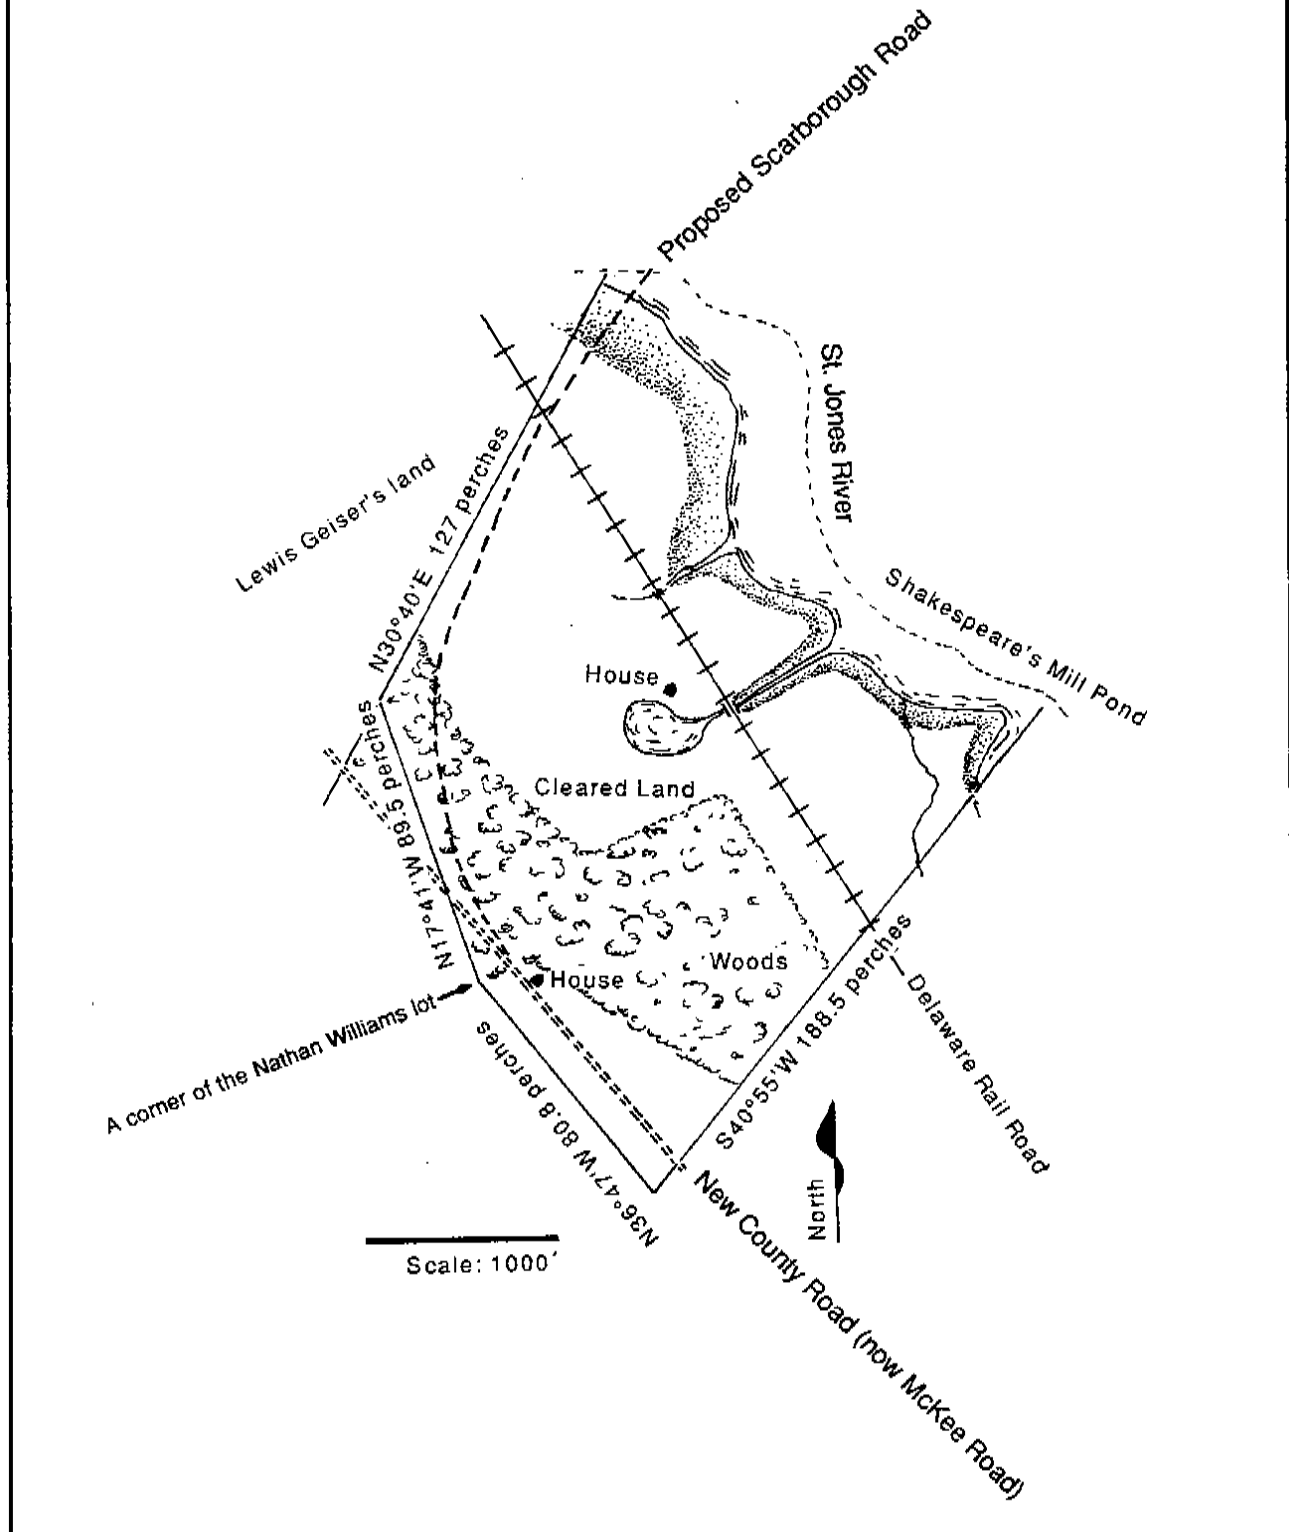 Proposed Scarborough Road
St. Jones River
Lewis Geiser's land
N30°40'E 127 perches
Shakespeare's Mill Pond
House
Cleared Land
N17°41'W 89.5 perches
Woods
House
A corner of the Nathan Williams lot
S40°55'W 188.5 perches
Delaware Rail Road
N36°47'W 80.8 perches
North
New County Road (now McKee Road)
Scale: 1000'